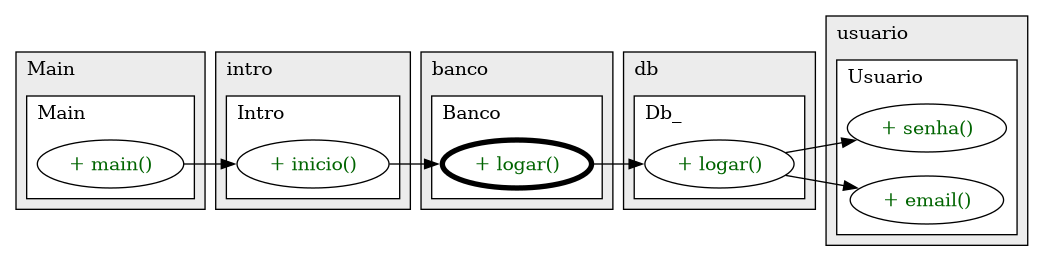 Main
Main
+ main()
intro
Intro
+ inicio()
banco
Banco
+ logar()
db
Db_
+ logar()
usuario
Usuario
+ senha()
+ email()